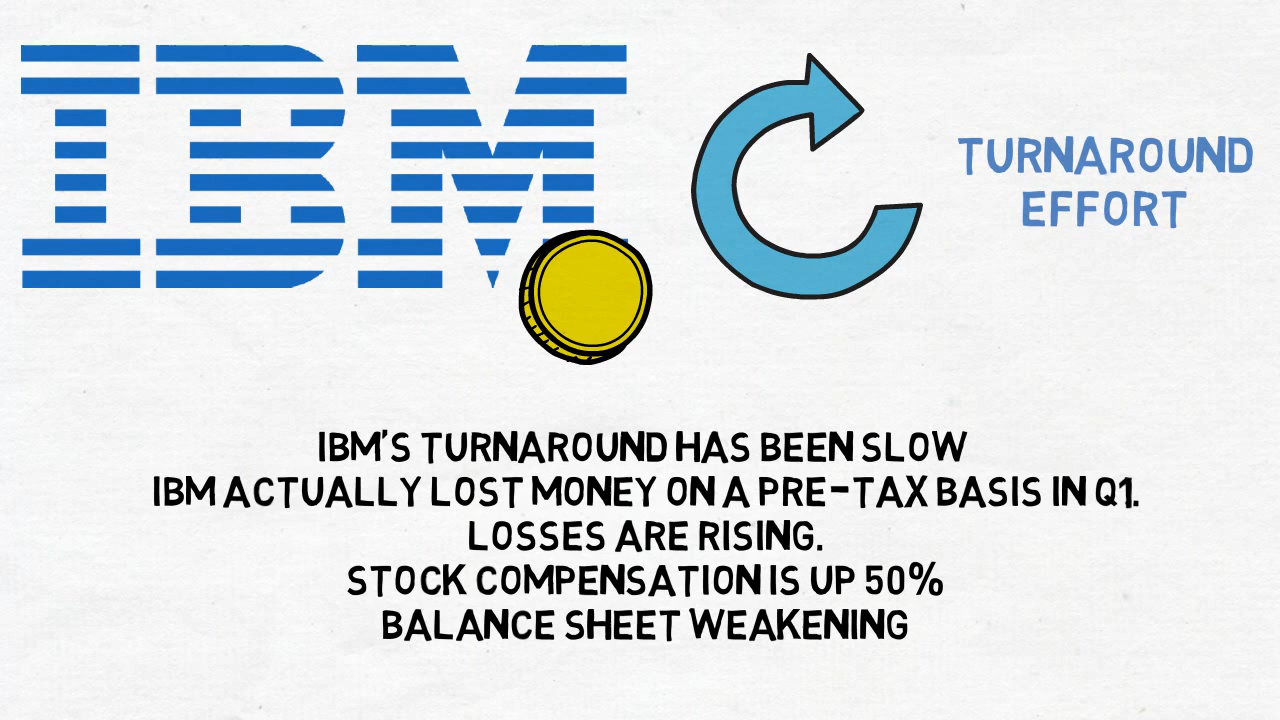 IBM
TURNAROUND
EFFORT
IBM'S TURNAROUND HAS BEEN SLOW
IBM ACTUALLY LOST MONEY ON A PRE-TAX BASIS IN Q1.
LOSSES ARE RISING.
STOCK COMPENSATION IS UP 50%
BALANCE SHEET WEAKENING